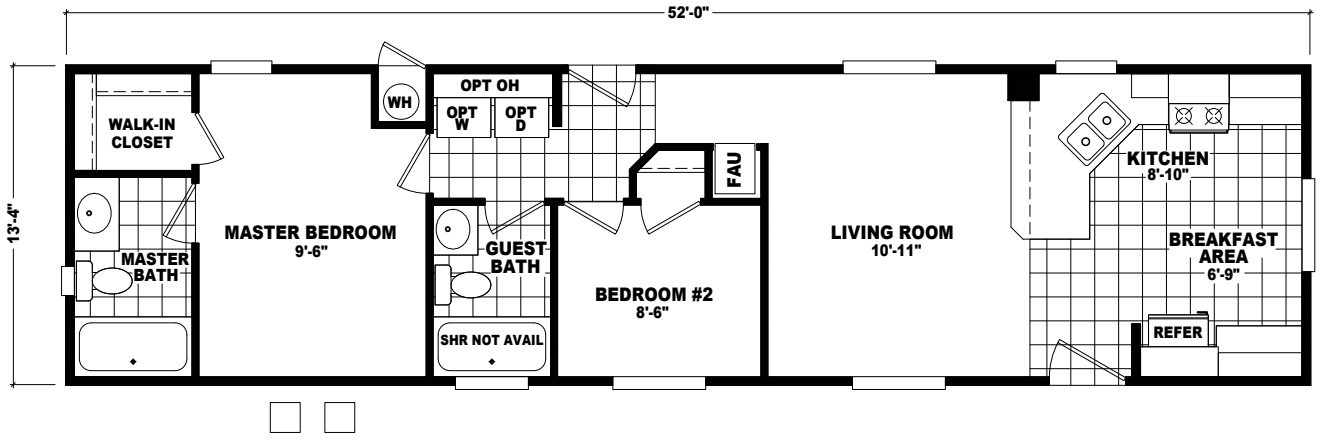 52'-0"
13'-4"
WALK-IN
CLOSET
MASTER
BATH
MASTER BEDROOM
9'-6"
WH
OPT OH
OPT
W
OPT
D
GUEST
BATH
SHR NOT AVAIL
BEDROOM #2
8'-6"
FAU
LIVING ROOM
10'-11"
KITCHEN
8'-10"
BREAKFAST
AREA
6'-9"
REFER